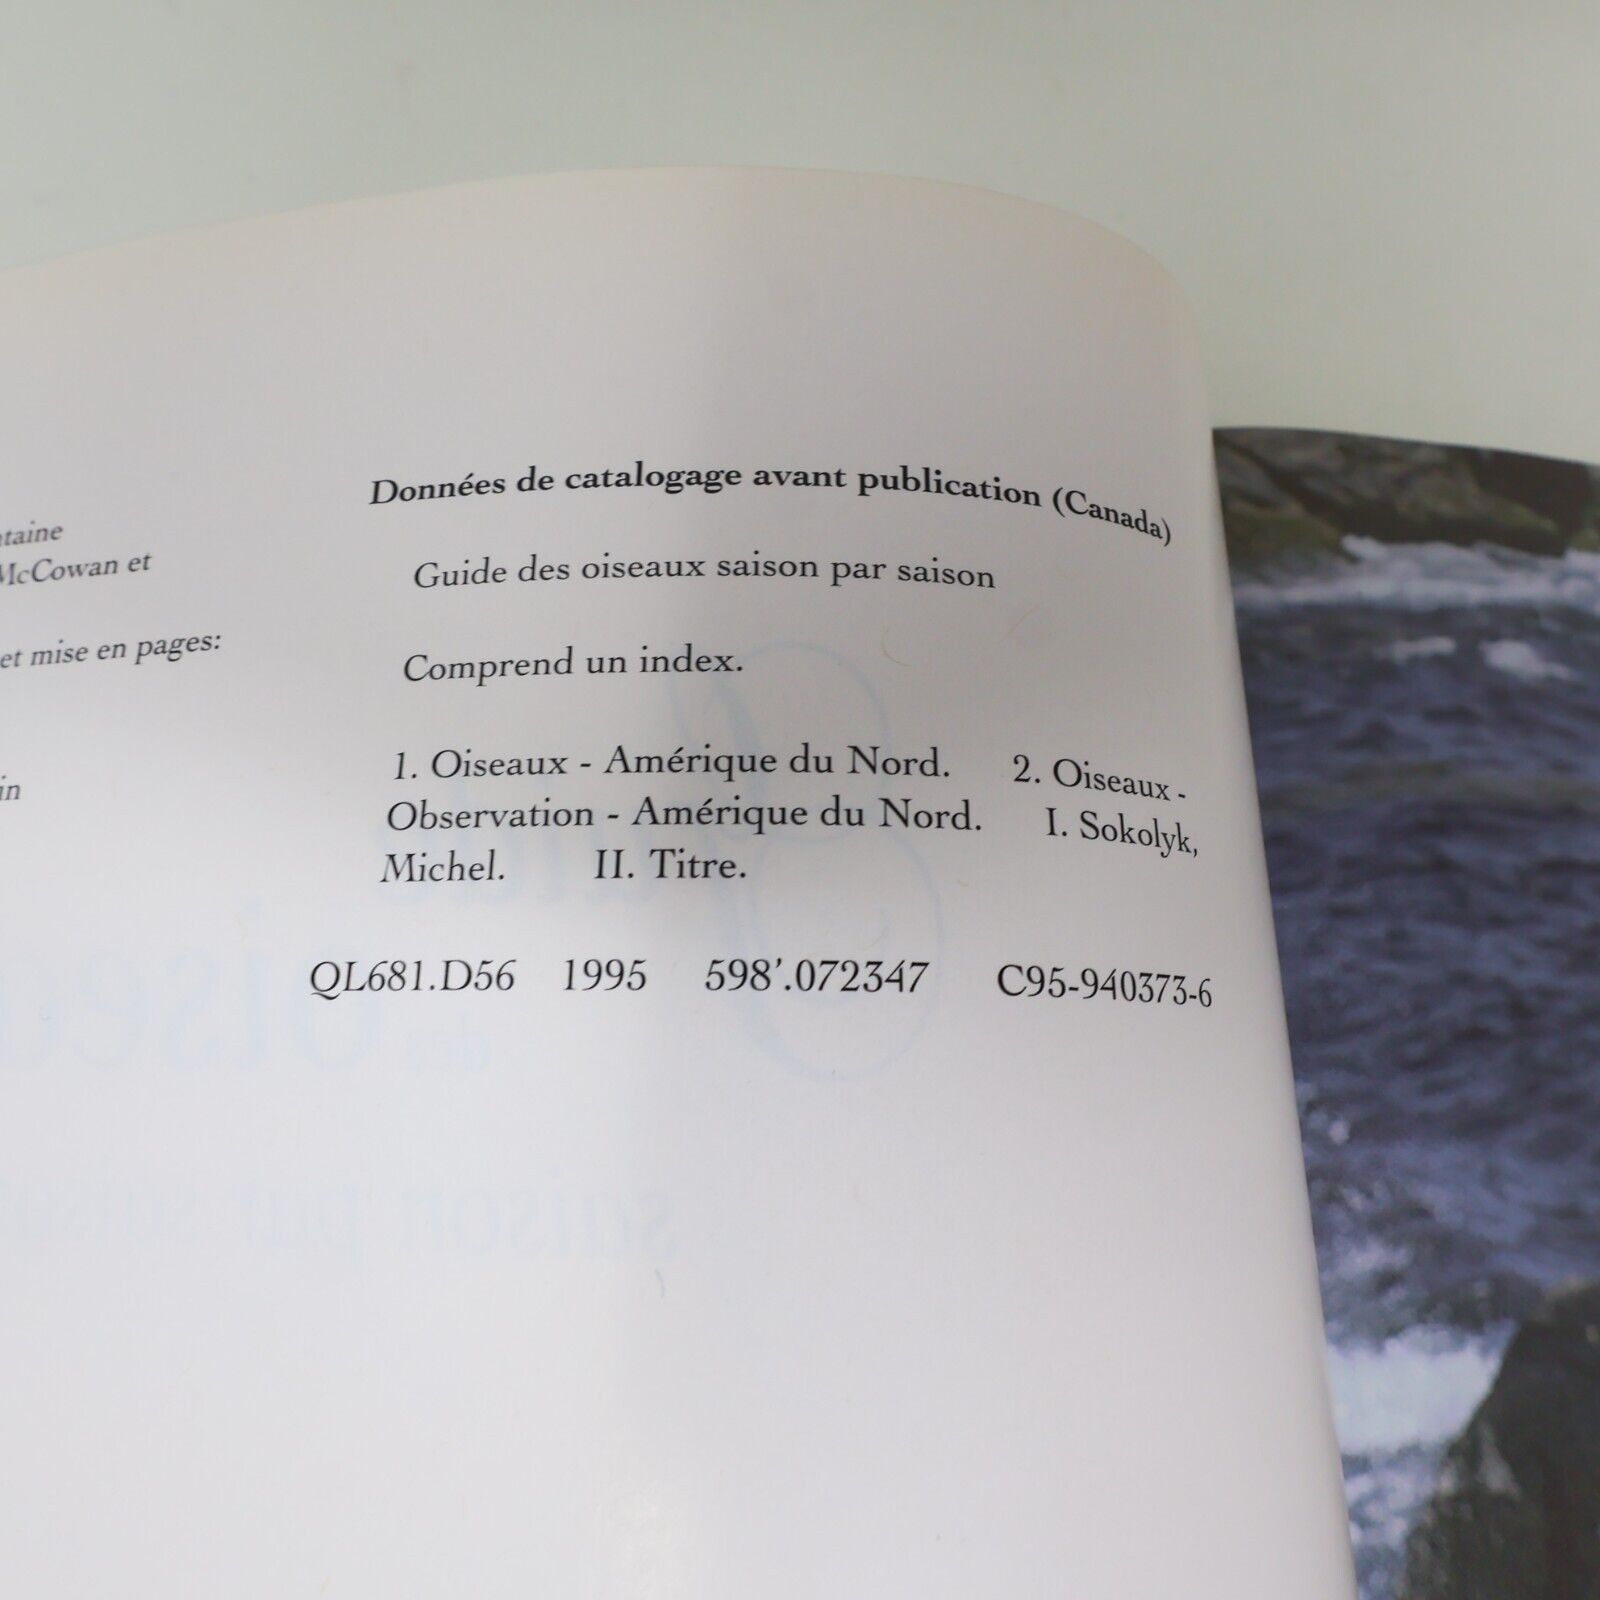 McCowan et
et mise en pages:
Données de catalogage avant publication (Canada)
Guide des oiseaux saison par saison
Comprend un index.
1. Oiseaux - Amérique du Nord. 2. Oiseaux -
Observation - Amérique du Nord. I. Sokolyk,
Michel. II. Titre.
QL681.D56 1995 598'.072347 C95-940373-6